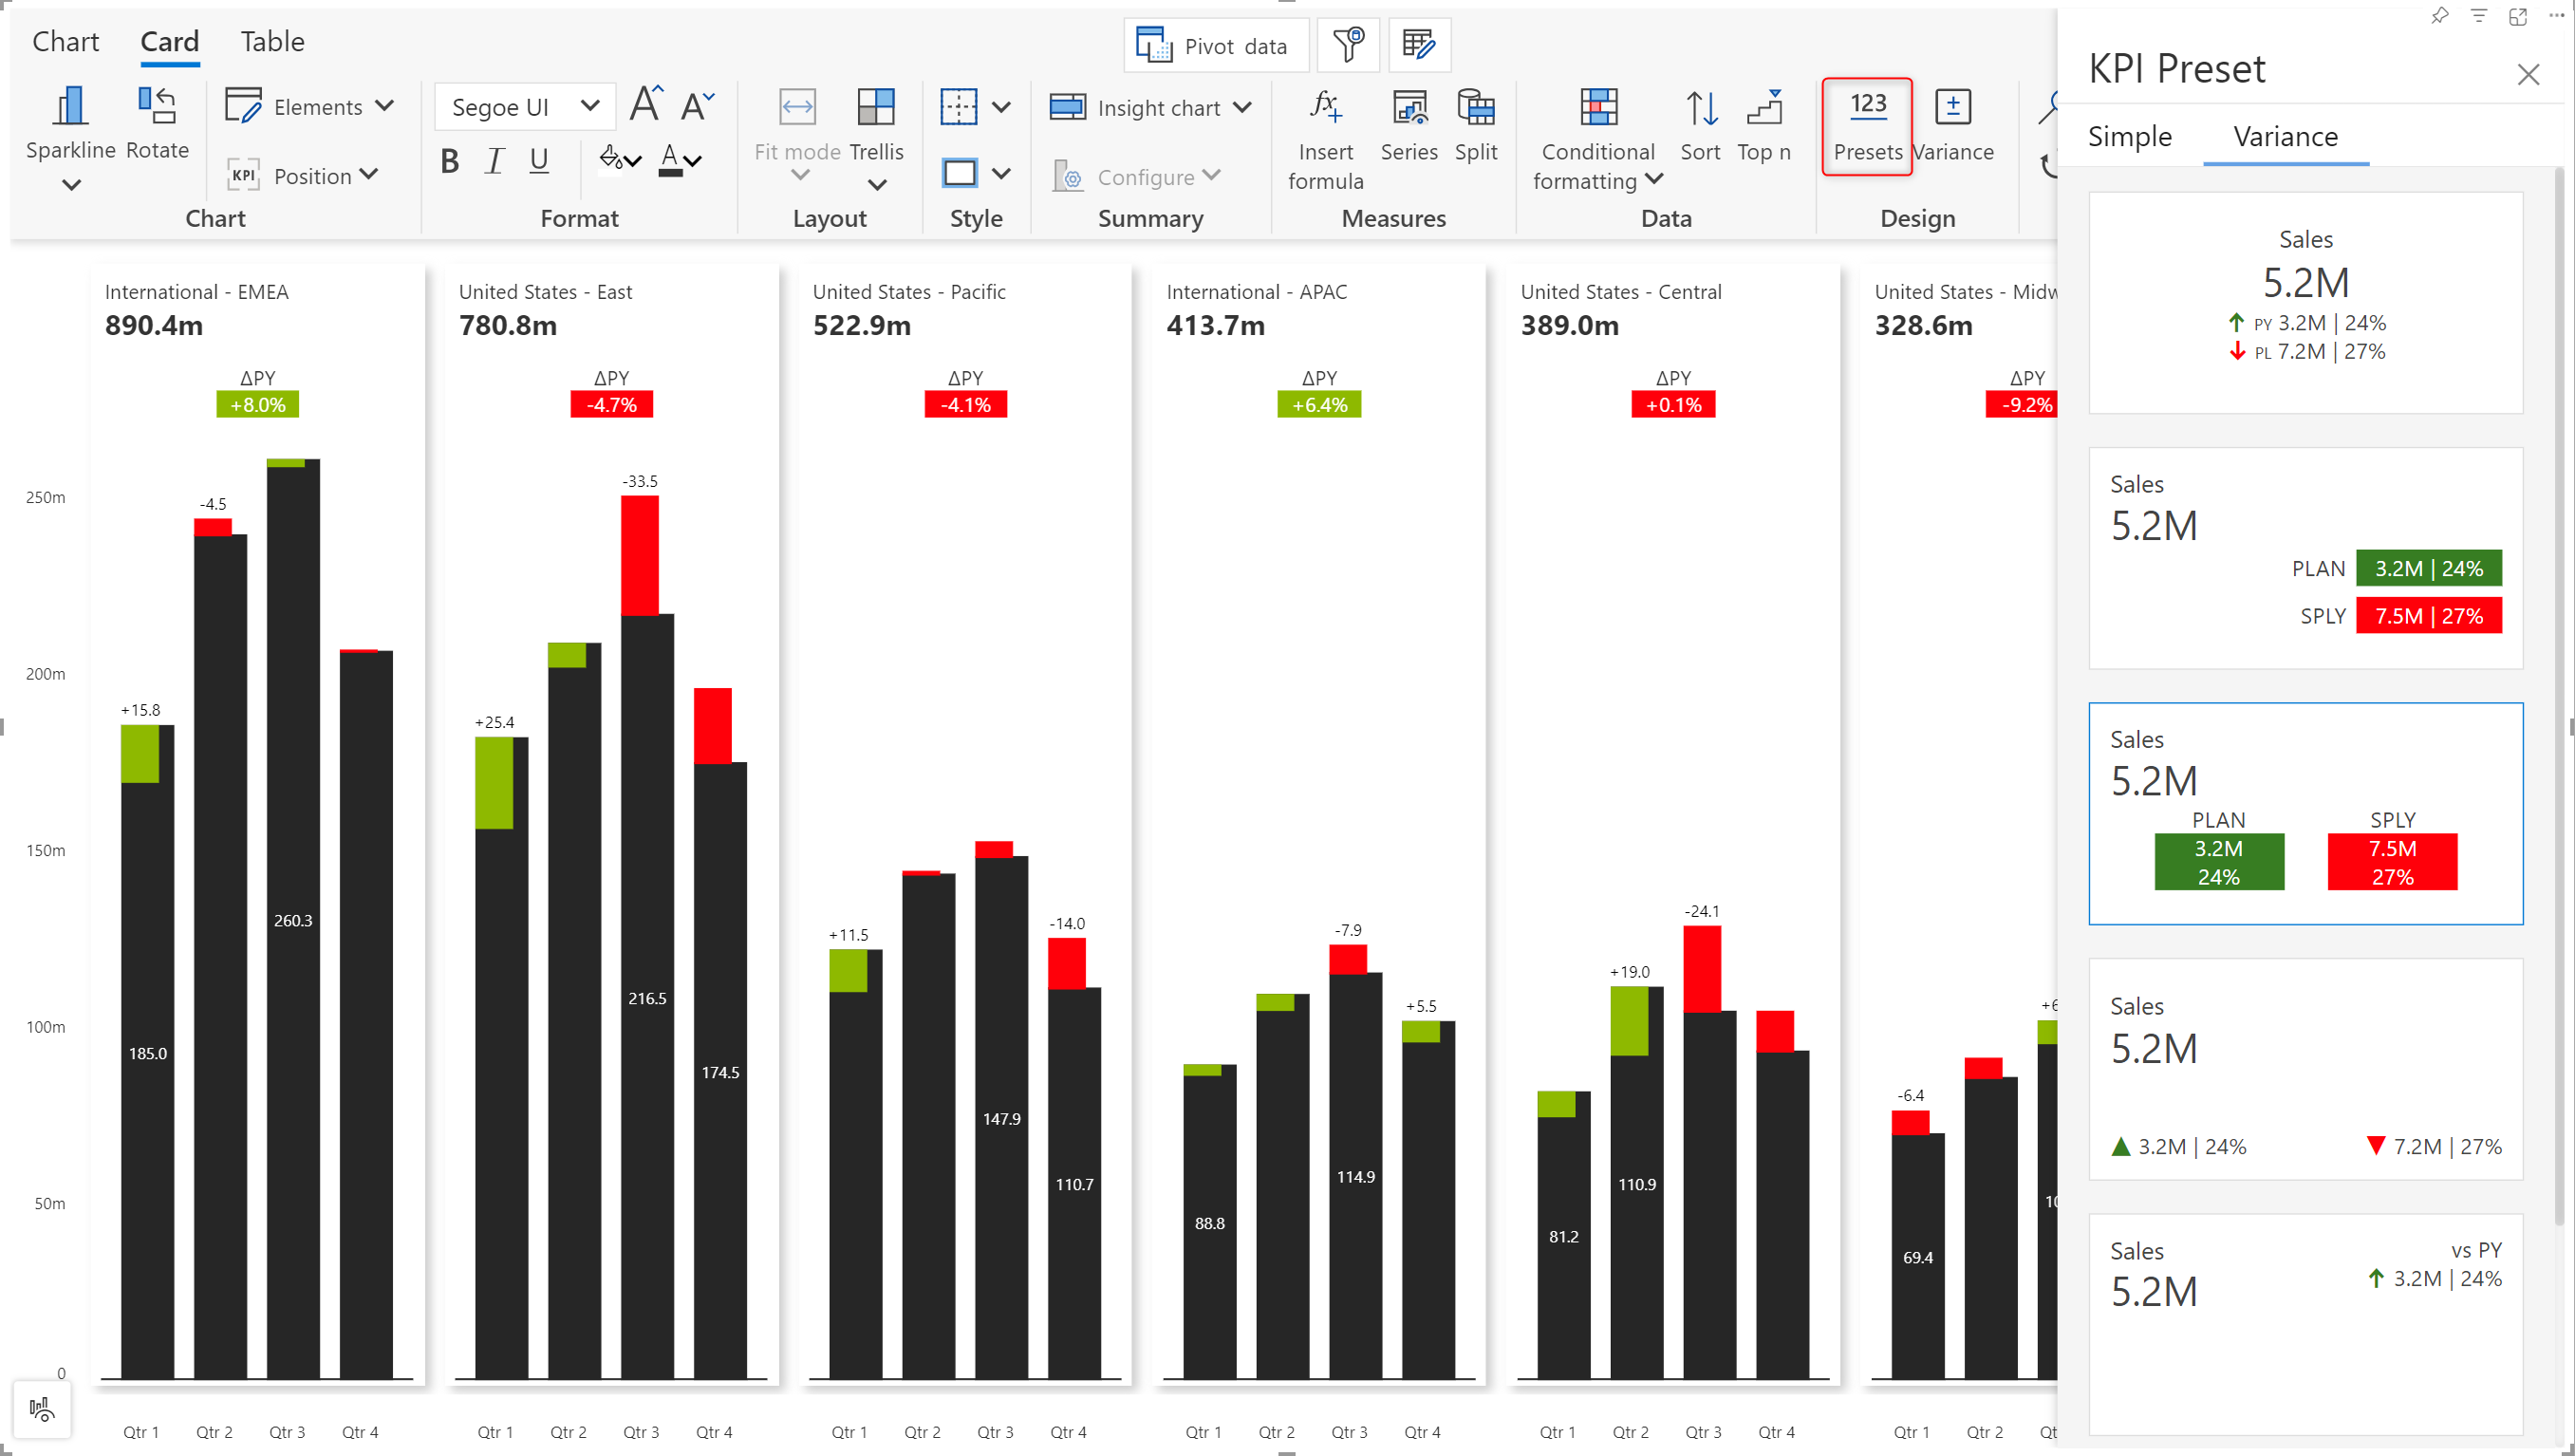 Chart Card Table
Pivot data
Sparkline Rotate
Elements
KPI Position
Chart
Segoe UI
A A
B I U A
Format
Fit mode Trellis
Layout
Style
Insight chart
Configure
Summary
fx+
Insert formula
Series Split
Measures
Conditional formatting
Sort Top n
Data
123
Presets Variance
Design
International - EMEA
890.4m
ΔPY
+8.0%
United States - East
780.8m
ΔPY
-4.7%
United States - Pacific
522.9m
ΔPY
-4.1%
International - APAC
413.7m
ΔPY
+6.4%
United States - Central
389.0m
ΔPY
+0.1%
United States - Midw
328.6m
ΔPY
-9.2%
250m
200m
150m
100m
50m
0
+15.8
-4.5
185.0
260.3
Qtr 1 Qtr 2 Qtr 3 Qtr 4
+25.4
-33.5
216.5
174.5
Qtr 1 Qtr 2 Qtr 3 Qtr 4
+11.5
-14.0
147.9
110.7
Qtr 1 Qtr 2 Qtr 3 Qtr 4
-7.9
+5.5
88.8
114.9
Qtr 1 Qtr 2 Qtr 3 Qtr 4
+19.0
-24.1
81.2
110.9
Qtr 1 Qtr 2 Qtr 3 Qtr 4
-6.4
69.4
Qtr 1 Qtr 2
KPI Preset
Simple Variance
Sales
5.2M
PY 3.2M | 24%
PL 7.2M | 27%
Sales
5.2M
PLAN 3.2M | 24%
SPLY 7.5M | 27%
Sales
5.2M
PLAN SPLY
3.2M 7.5M
24% 27%
Sales
5.2M
3.2M | 24% 7.2M | 27%
Sales vs PY
5.2M 3.2M | 24%